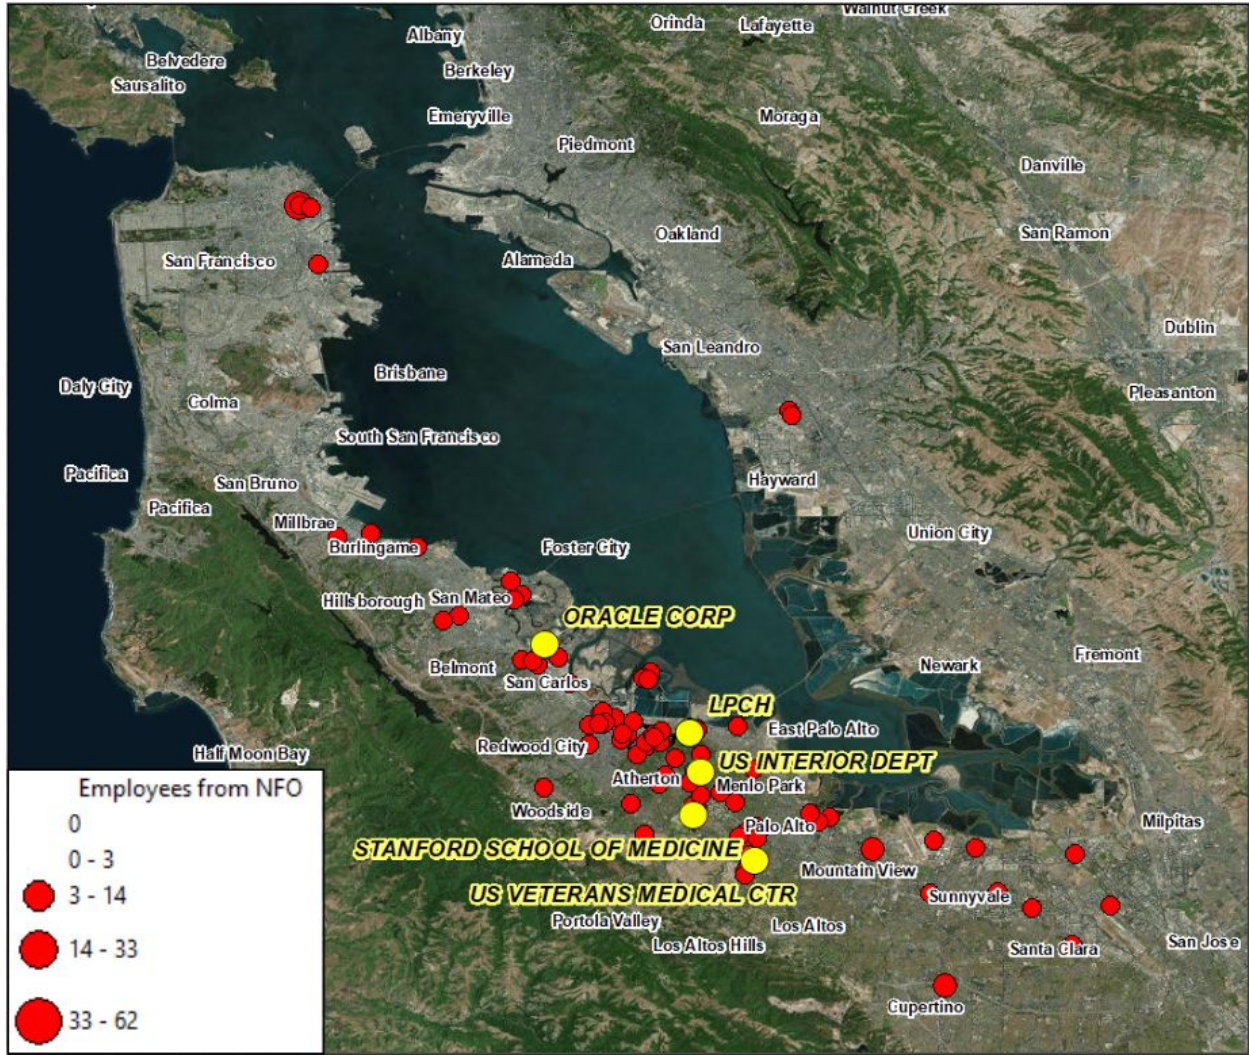 Walnut Creek
Orinda
Lafayette
Albany
Belvedere
Berkeley
Sausalito
Emeryville
Moraga
Piedmont
Danville
Oakland
San Ramon
San Francisco
Alameda
Dublin
San Leandro
Brisbane
Daly City
Pleasanton
Colma
South San Francisco
Pacifica
San Bruno
Hayward
Pacifica
Millbrae
Union City
Burlingame
Foster City
Hillsborough
San Mateo
ORACLE CORP
Fremont
Belmont
Newark
San Carlos
LPCH
East Palo Alto
Redwood City
Half Moon Bay
US INTERIOR DEPT
Atherton
Menlo Park
Woodside
Milpitas
Palo Alto
STANFORD SCHOOL OF MEDICINE
Mountain View
US VETERANS MEDICAL CTR
Sunnyvale
Portola Valley
Los Altos
Los Altos Hills
Santa Clara
San Jose
Cupertino
Employees from NFO
0
0 - 3
3 - 14
14 - 33
33 - 62